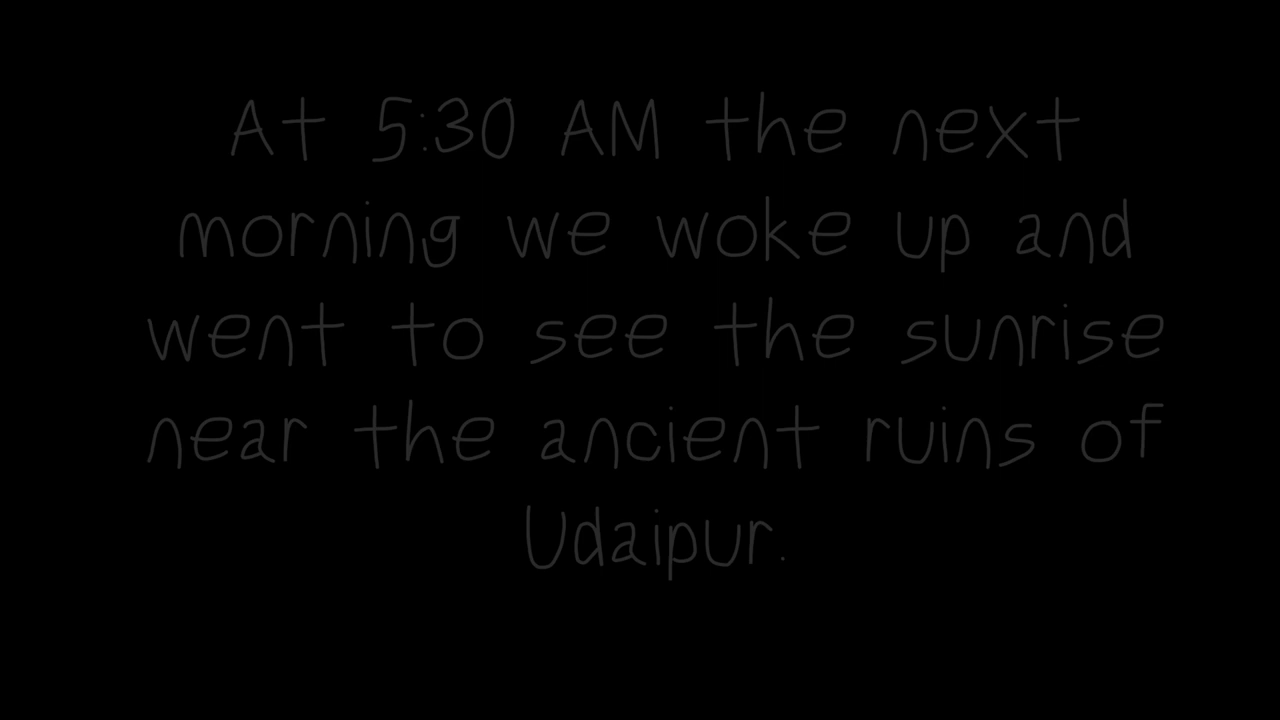 At 5:30 AM the next
morning we woke up and
went to see the sunrise
near the ancient ruins of
Udaipur.